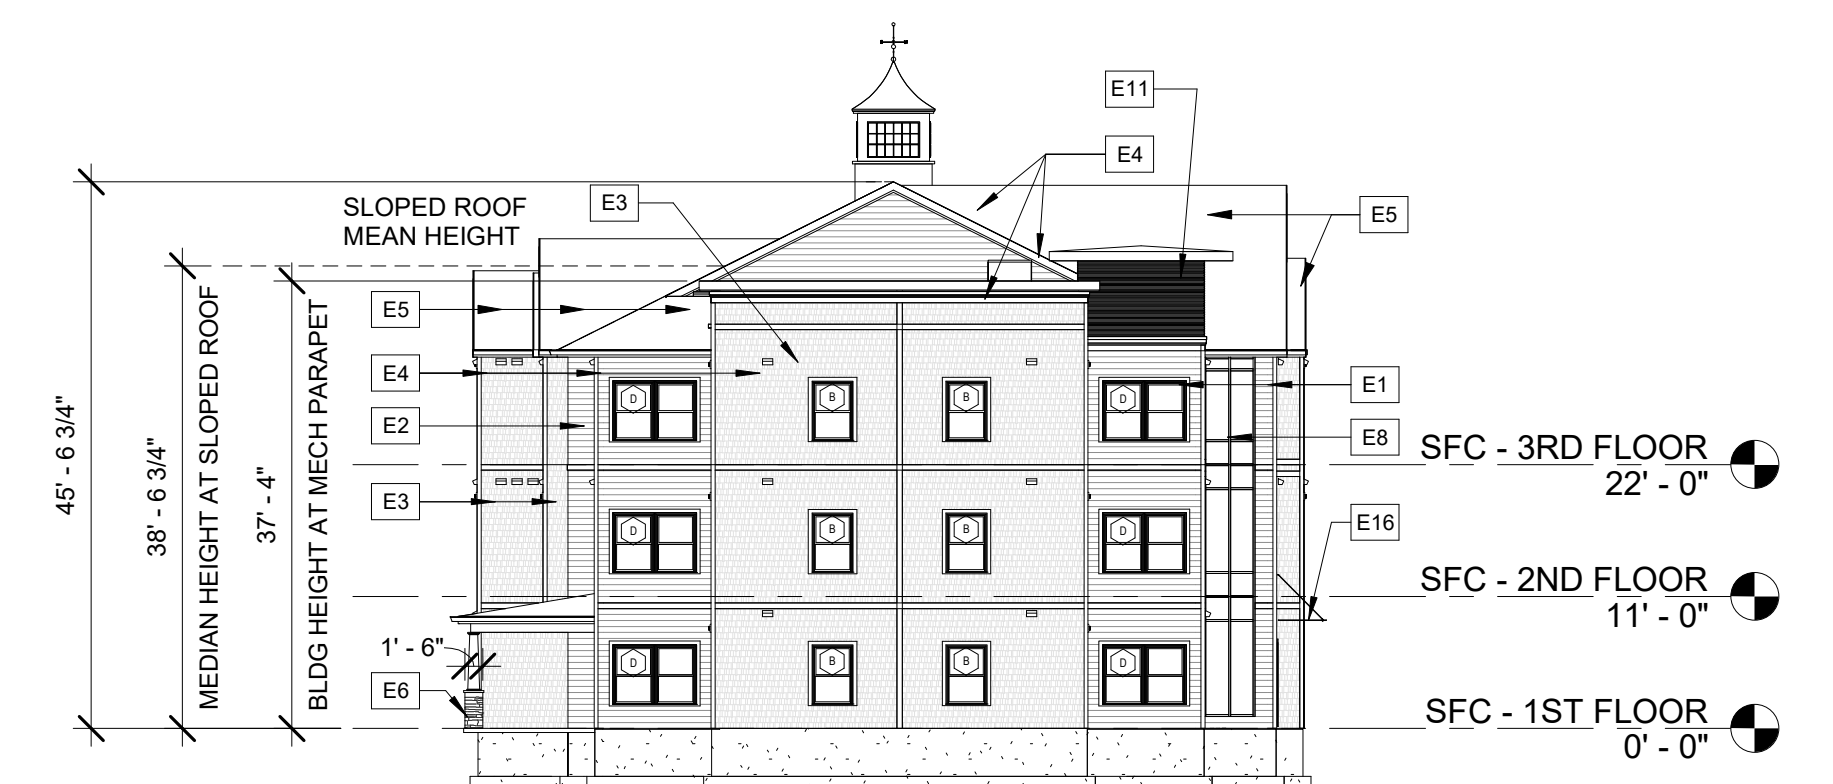 E11
E4
E3
SLOPED ROOF
MEAN HEIGHT
E5
E5
E4
E2
E3
E6
1' - 6"
45' - 6 3/4"
38' - 6 3/4"
MEDIAN HEIGHT AT SLOPED ROOF
37' - 4"
BLDG HEIGHT AT MECH PARAPET
D
B
B
D
D
B
B
D
D
B
B
D
E1
E8
SFC - 3RD FLOOR
22' - 0"
E16
SFC - 2ND FLOOR
11' - 0"
SFC - 1ST FLOOR
0' - 0"